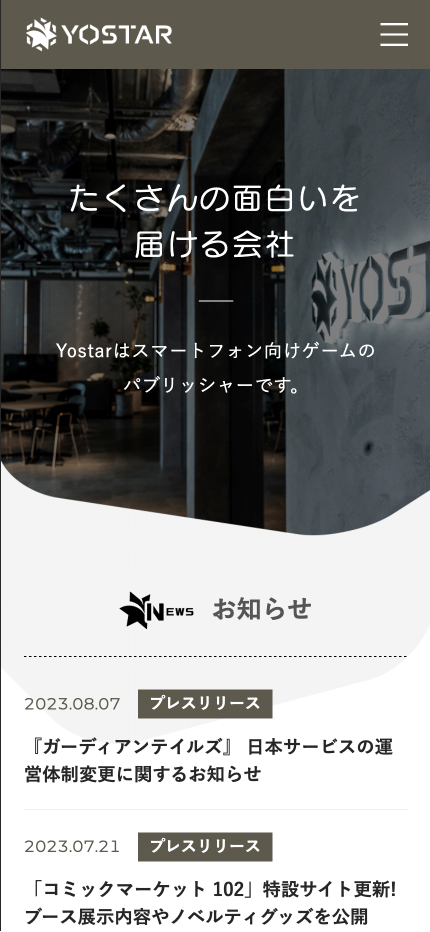 YOSTAR
たくさんの面白いを
届ける会社
YOST
Yostarはスマートフォン向けゲームの
パブリッシャーです。
NEWS お知らせ
2023.08.07 プレスリリース
『ガーディアンテイルズ』 日本サービスの運
営体制変更に関するお知らせ
2023.07.21 プレスリリース
「コミックマーケット 102」特設サイト更新!
ブース展示内容やノベルティグッズを公開